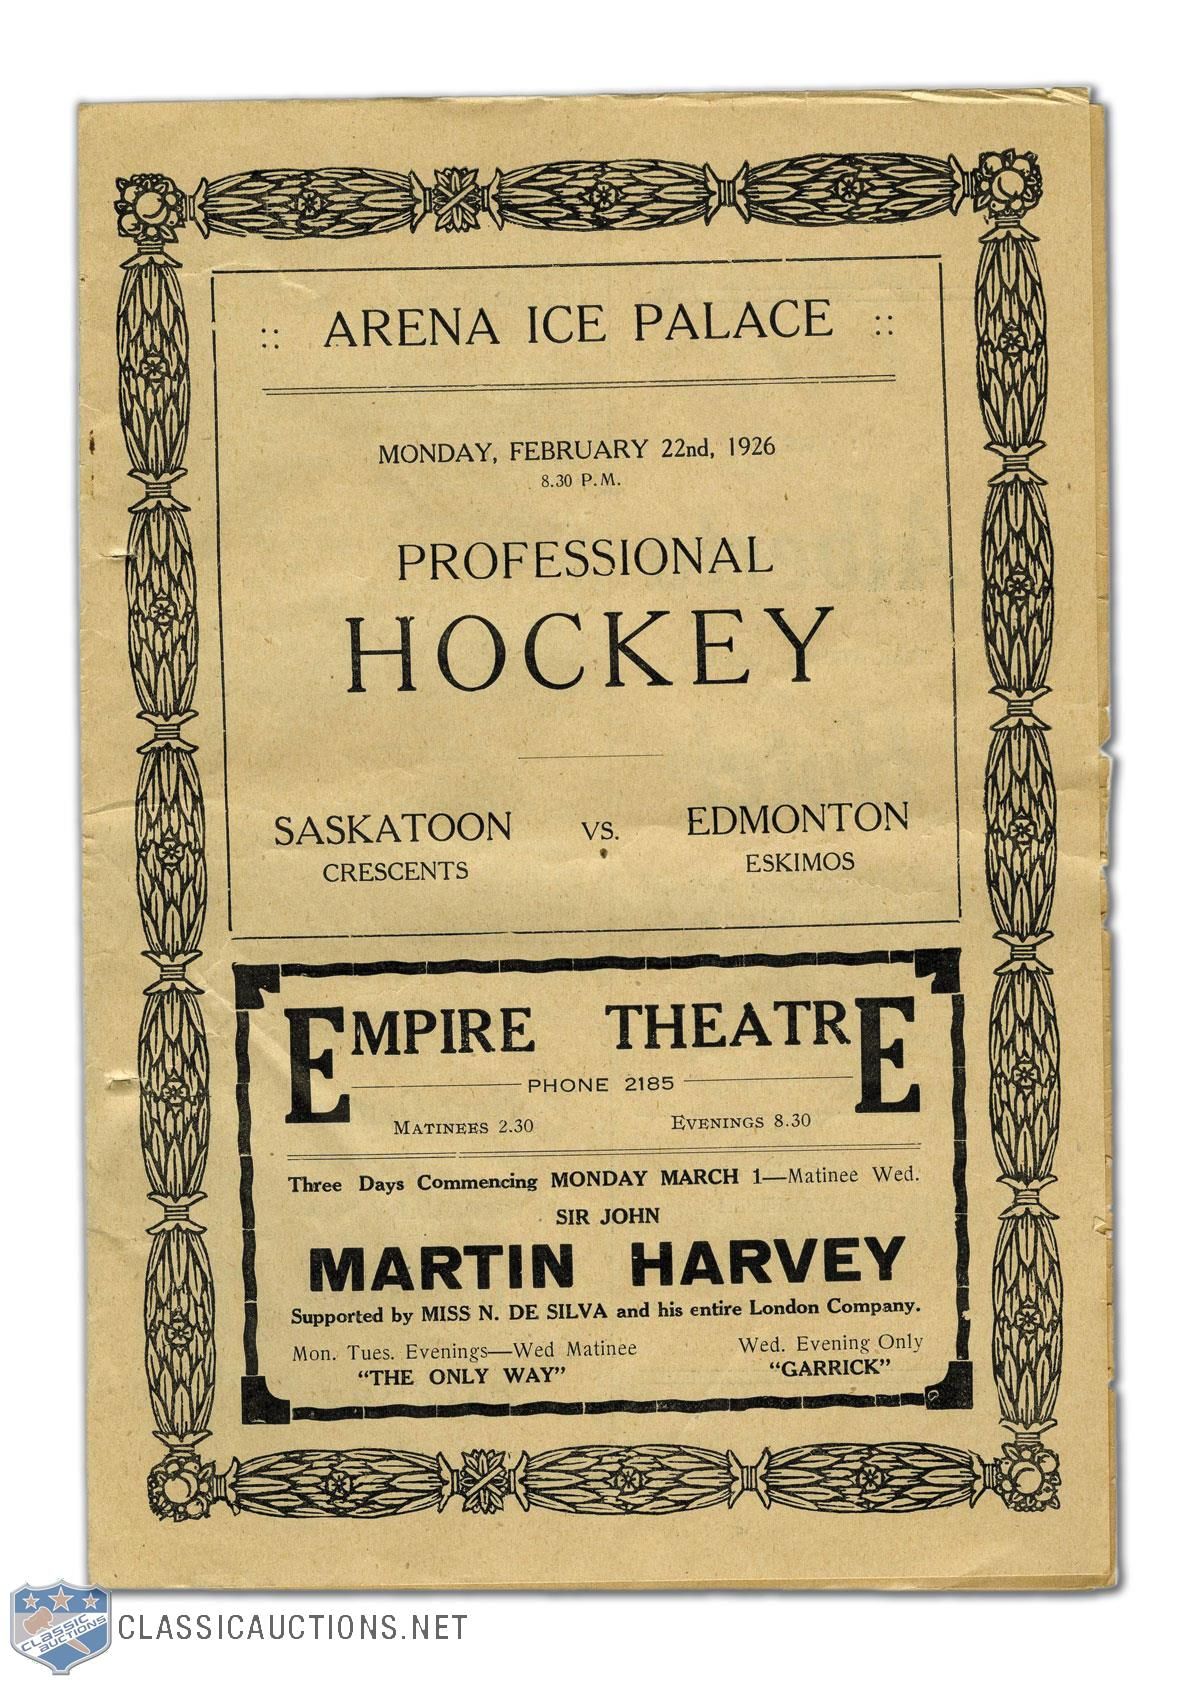 :: ARENA ICE PALACE ::
MONDAY, FEBRUARY 22nd, 1926
8.30 P.M.
PROFESSIONAL
HOCKEY
SASKATOON VS. EDMONTON
CRESCENTS ESKIMOS
EMPIRE THEATRE
PHONE 2185
MATINEES 2.30 EVENINGS 8.30
Three Days Commencing MONDAY MARCH 1—Matinee Wed.
SIR JOHN
MARTIN HARVEY
Supported by MISS N. DE SILVA and his entire London Company.
Mon. Tues. Evenings—Wed Matinee Wed. Evening Only
"THE ONLY WAY" "GARRICK"
CLASSIC
AUCTIONS
CLASSICAUCTIONS.NET